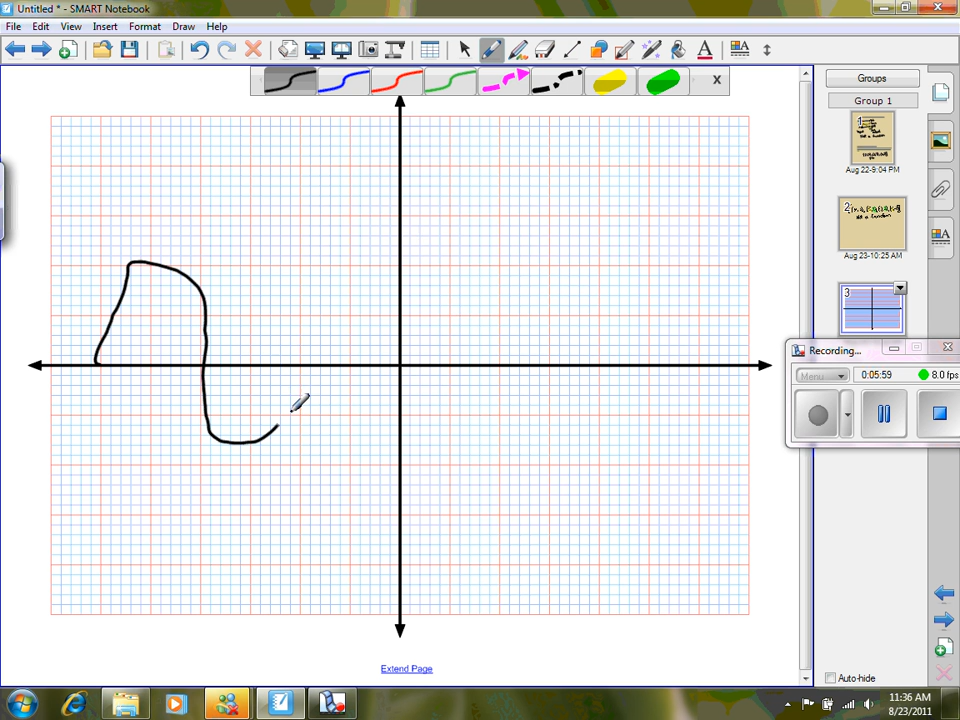 Untitled * - SMART Notebook
File Edit View Insert Format Draw Help
A
A
X
Groups
Group 1
1
Aug 22-9:04 PM
2
Aug 23-10:25 AM
3
Recording...
Menu 0:05:59 8.0 fps
Extend Page
Auto-hide
11:36 AM
8/23/2011